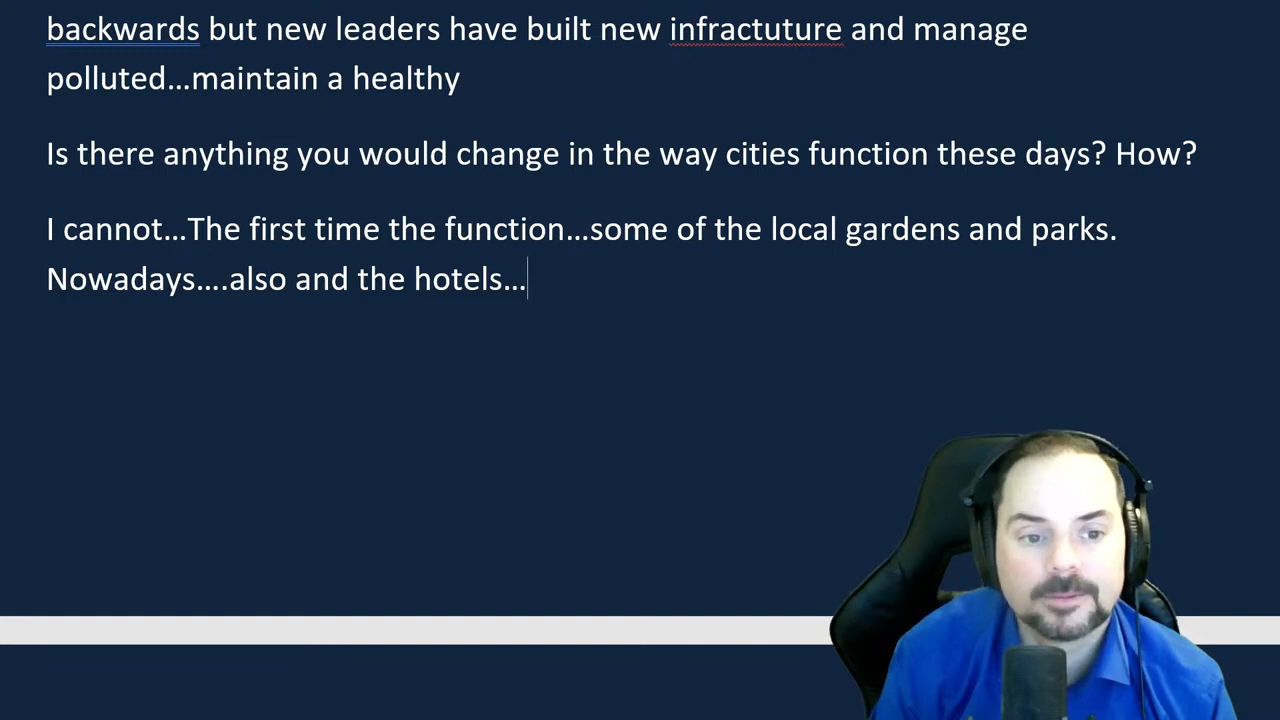 backwards but new leaders have built new infractuture and manage
polluted…maintain a healthy
Is there anything you would change in the way cities function these days? How?
I cannot…The first time the function…some of the local gardens and parks.
Nowadays….also and the hotels…